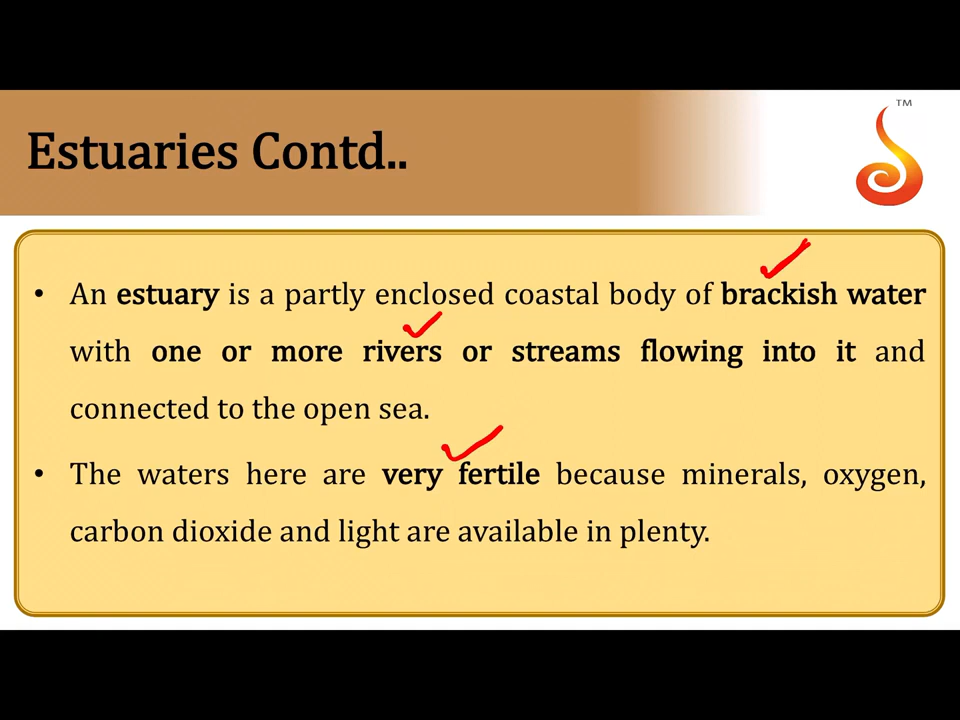 TM
Estuaries Contd..
• An estuary is a partly enclosed coastal body of brackish water
with one or more rivers or streams flowing into it and
connected to the open sea.
• The waters here are very fertile because minerals, oxygen,
carbon dioxide and light are available in plenty.